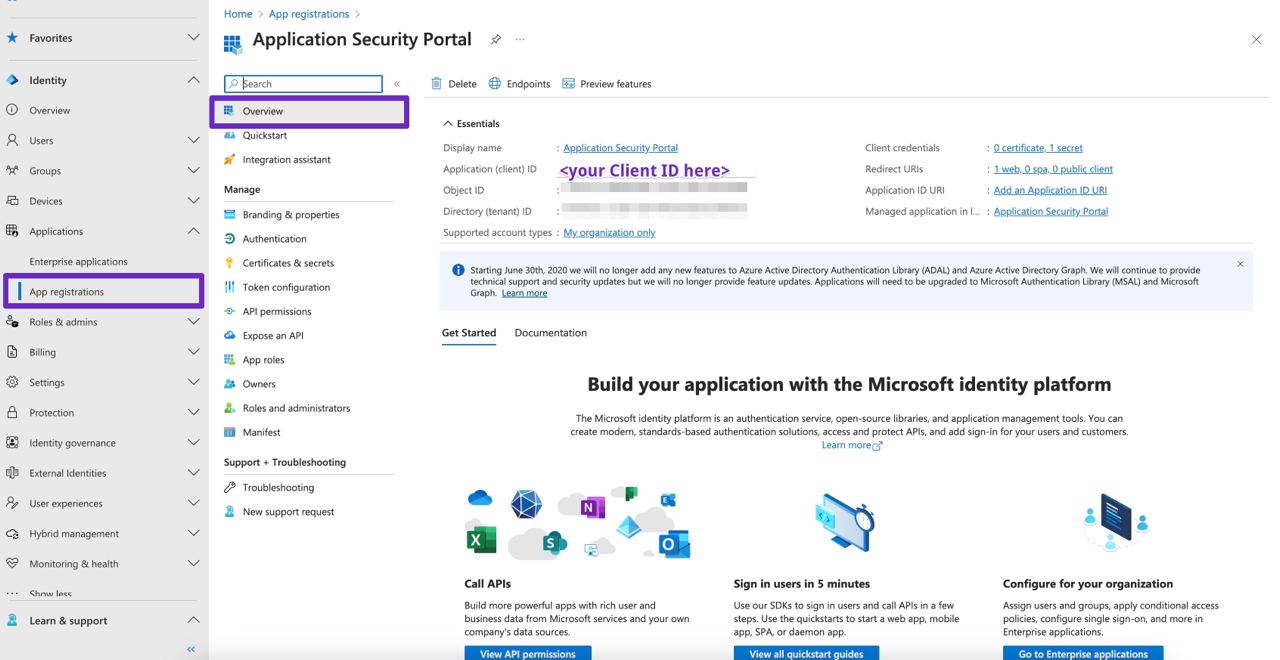 Home > App registrations >
Application Security Portal ...
Favorites
Identity
Overview
Users
Groups
Devices
Applications
Enterprise applications
App registrations
Roles & admins
Billing
Settings
Protection
Identity governance
External Identities
User experiences
Hybrid management
Monitoring & health
Show less
Learn & support
«
Search
«
Overview
Quickstart
Integration assistant
Manage
Branding & properties
Authentication
Certificates & secrets
Token configuration
API permissions
Expose an API
App roles
Owners
Roles and administrators
Manifest
Support + Troubleshooting
Troubleshooting
New support request
Delete Endpoints Preview features
Essentials
Display name : Application Security Portal
Application (client) ID <your Client ID here>
Object ID :
Directory (tenant) ID :
Supported account types : My organization only
Client credentials : 0 certificate, 1 secret
Redirect URIs : 1 web, 0 spa, 0 public client
Application ID URI : Add an Application ID URI
Managed application in l... : Application Security Portal
Starting June 30th, 2020 we will no longer add any new features to Azure Active Directory Authentication Library (ADAL) and Azure Active Directory Graph. We will continue to provide
technical support and security updates but we will no longer provide feature updates. Applications will need to be upgraded to Microsoft Authentication Library (MSAL) and Microsoft
Graph. Learn more
Get Started Documentation
Build your application with the Microsoft identity platform
The Microsoft identity platform is an authentication service, open-source libraries, and application management tools. You can
create modern, standards-based authentication solutions, access and protect APIs, and add sign-in for your users and customers.
Learn more
N
E
X
S
O
Call APIs
Build more powerful apps with rich user and
business data from Microsoft services and your own
company's data sources.
View API permissions
Sign in users in 5 minutes
Use our SDKs to sign in users and call APIs in a few
steps. Use the quickstarts to start a web app, mobile
app, SPA, or daemon app.
View all quickstart guides
Configure for your organization
Assign users and groups, apply conditional access
policies, configure single sign-on, and more in
Enterprise applications.
Go to Enterprise applications